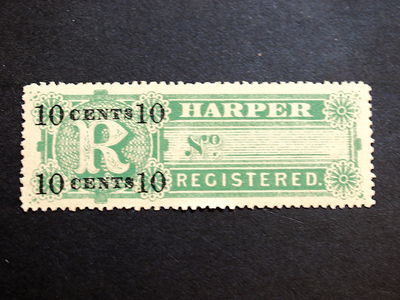 HARPER
10 CENTS 10
R
No
10 CENTS 10
REGISTERED.